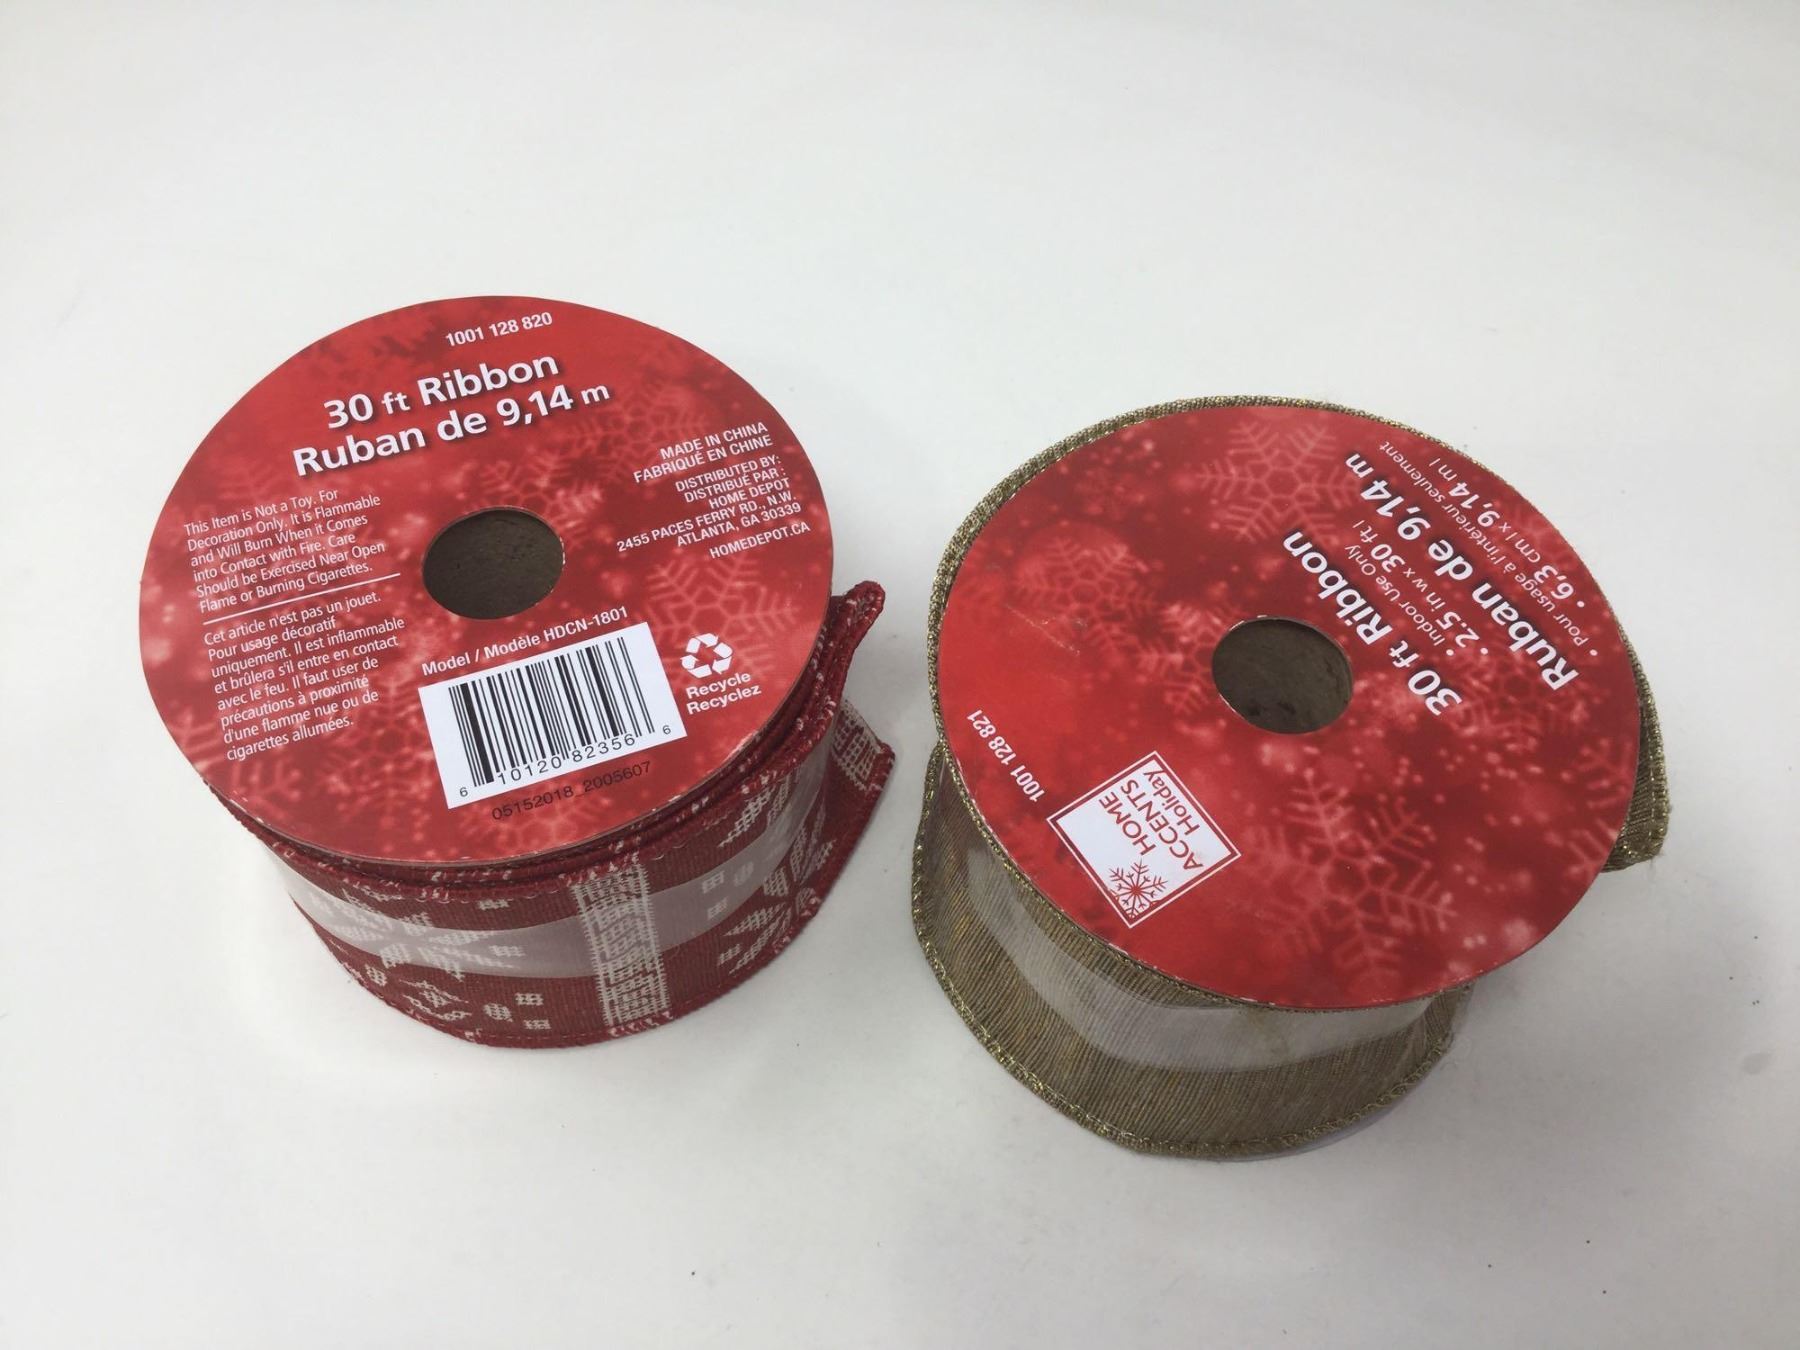 1001 128 820
30 ft Ribbon
Ruban de 9,14 m
This Item is Not a Toy. For
Decoration Only. It is Flammable
and Will Burn When it Comes
into Contact with Fire. Care
Should be Exercised Near Open
Flame or Burning Cigarettes.
Cet article n'est pas un jouet.
Pour usage décoratif
uniquement. Il est inflammable
et brûlera s'il entre en contact
avec le feu. Il faut user de
précautions à proximité
d'une flamme nue ou de
cigarettes allumées.
MADE IN CHINA
FABRIQUÉ EN CHINE
DISTRIBUTED BY:
DISTRIBUÉ PAR :
HOME DEPOT
2455 PACES FERRY RD., N.W.
ATLANTA, GA 30339
HOMEDEPOT.CA
Model / Modèle HDCN-1801
6 10120 82356 6
05152018_2005607
Recycle
Recyclez
30 ft Ribbon
• Indoor Use Only
• 2.5 in w x 30 ft l
Ruban de 9,14 m
• Pour usage à l'intérieur seulement
• 6,3 cm l x 9,14 m l
1001 128 821
HOME
ACCENTS
Holiday